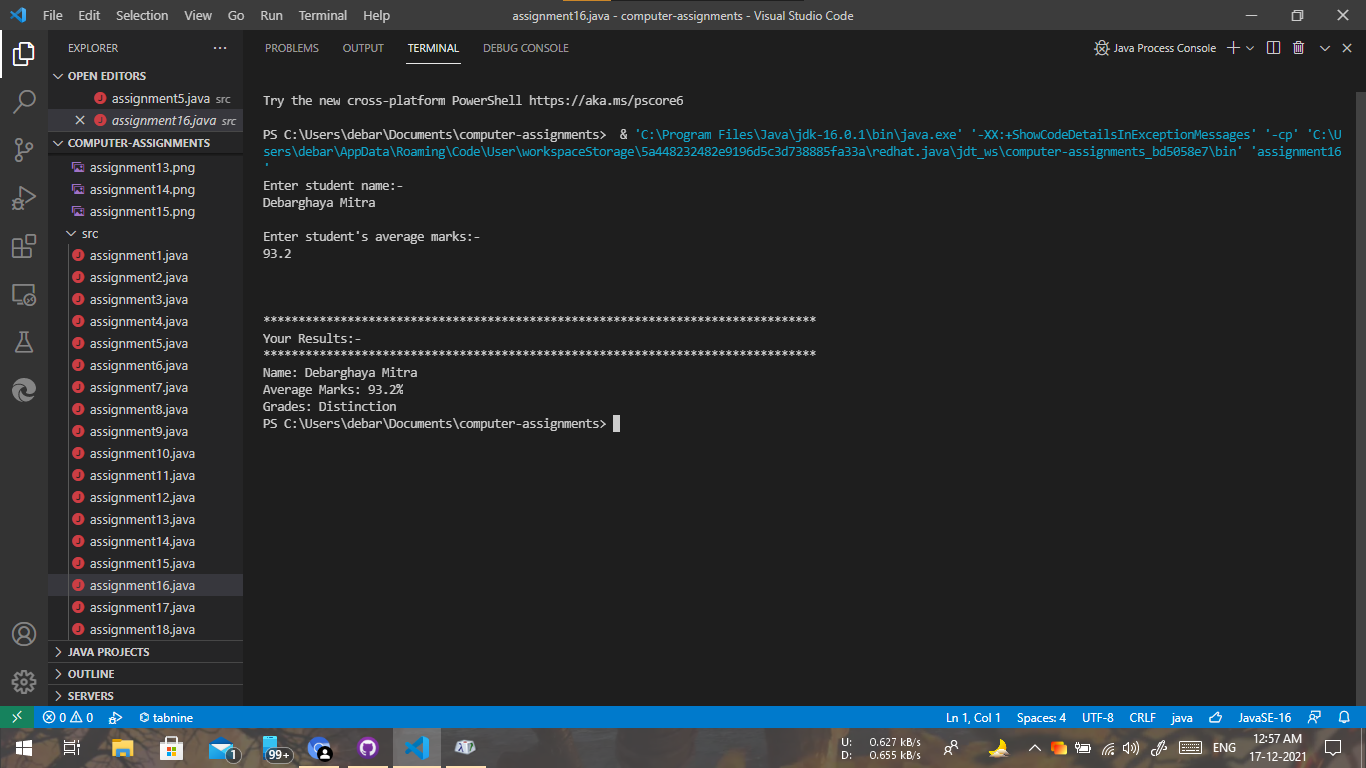 File Edit Selection View Go Run Terminal Help
assignment16.java - computer-assignments - Visual Studio Code
EXPLORER
OPEN EDITORS
assignment5.java src
assignment16.java src
COMPUTER-ASSIGNMENTS
assignment13.png
assignment14.png
assignment15.png
src
assignment1.java
assignment2.java
assignment3.java
assignment4.java
assignment5.java
assignment6.java
assignment7.java
assignment8.java
assignment9.java
assignment10.java
assignment11.java
assignment12.java
assignment13.java
assignment14.java
assignment15.java
assignment16.java
assignment17.java
assignment18.java
JAVA PROJECTS
OUTLINE
SERVERS
PROBLEMS OUTPUT TERMINAL DEBUG CONSOLE
Java Process Console
Try the new cross-platform PowerShell https://aka.ms/pscore6
PS C:\Users\debar\Documents\computer-assignments> & 'C:\Program Files\Java\jdk-16.0.1\bin\java.exe' '-XX:+ShowCodeDetailsInExceptionMessages' '-cp' 'C:\U
sers\debar\AppData\Roaming\Code\User\workspaceStorage\5a448232482e9196d5c3d738885fa33a\redhat.java\jdt_ws\computer-assignments_bd5058e7\bin' 'assignment16
'
Enter student name:-
Debarghaya Mitra
Enter student's average marks:-
93.2
*******************************************************************************
Your Results:-
*******************************************************************************
Name: Debarghaya Mitra
Average Marks: 93.2%
Grades: Distinction
PS C:\Users\debar\Documents\computer-assignments>
0 0 tabnine
Ln 1, Col 1 Spaces: 4 UTF-8 CRLF java JavaSE-16
1
99+
U: 0.627 kB/s
D: 0.655 kB/s
ENG
12:57 AM
17-12-2021